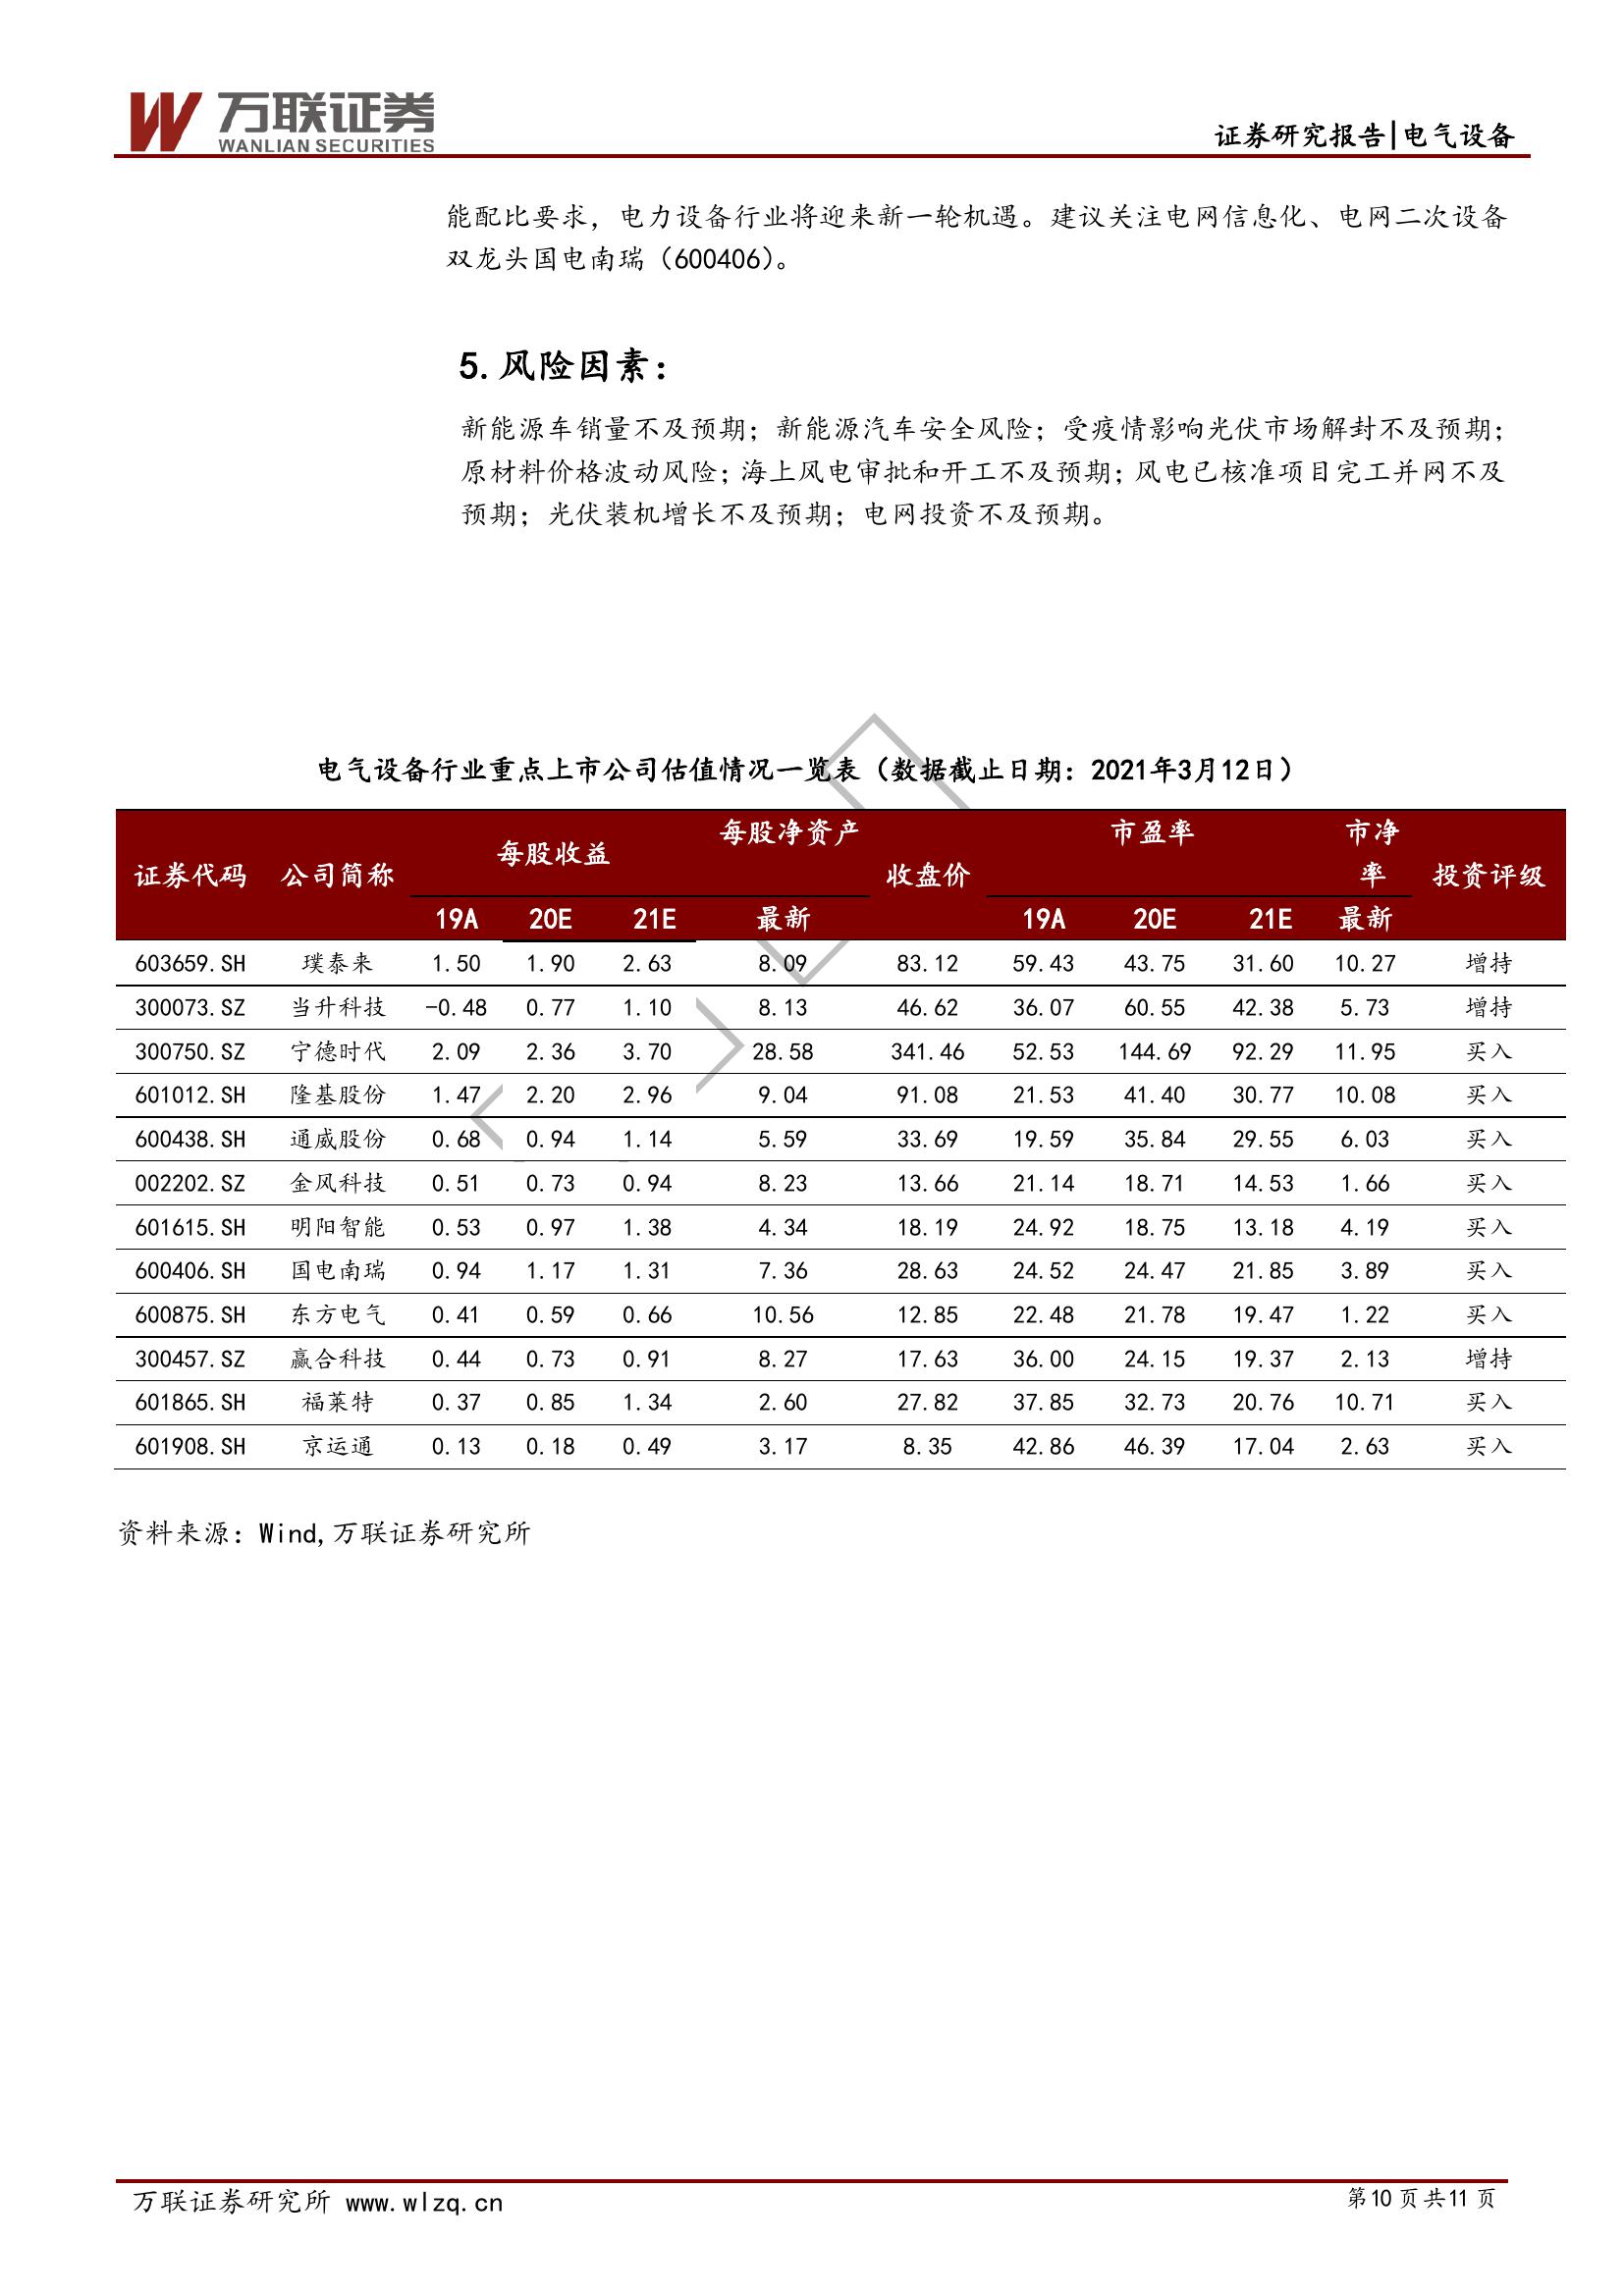 万联证券
WANLIAN SECURITIES
证券研究报告|电气设备
能配比要求，电力设备行业将迎来新一轮机遇。建议关注电网信息化、电网二次设备
双龙头国电南瑞（600406）。
5.风险因素：
新能源车销量不及预期；新能源汽车安全风险；受疫情影响光伏市场解封不及预期；
原材料价格波动风险；海上风电审批和开工不及预期；风电已核准项目完工并网不及
预期；光伏装机增长不及预期；电网投资不及预期。
电气设备行业重点上市公司估值情况一览表（数据截止日期：2021年3月12日）
证券代码 公司简称 每股收益 每股净资产 收盘价 市盈率 市净率 投资评级
19A 20E 21E 最新 19A 20E 21E 最新
603659.SH 璞泰来 1.50 1.90 2.63 8.09 83.12 59.43 43.75 31.60 10.27 增持
300073.SZ 当升科技 -0.48 0.77 1.10 8.13 46.62 36.07 60.55 42.38 5.73 增持
300750.SZ 宁德时代 2.09 2.36 3.70 28.58 341.46 52.53 144.69 92.29 11.95 买入
601012.SH 隆基股份 1.47 2.20 2.96 9.04 91.08 21.53 41.40 30.77 10.08 买入
600438.SH 通威股份 0.68 0.94 1.14 5.59 33.69 19.59 35.84 29.55 6.03 买入
002202.SZ 金风科技 0.51 0.73 0.94 8.23 13.66 21.14 18.71 14.53 1.66 买入
601615.SH 明阳智能 0.53 0.97 1.38 4.34 18.19 24.92 18.75 13.18 4.19 买入
600406.SH 国电南瑞 0.94 1.17 1.31 7.36 28.63 24.52 24.47 21.85 3.89 买入
600875.SH 东方电气 0.41 0.59 0.66 10.56 12.85 22.48 21.78 19.47 1.22 买入
300457.SZ 赢合科技 0.44 0.73 0.91 8.27 17.63 36.00 24.15 19.37 2.13 增持
601865.SH 福莱特 0.37 0.85 1.34 2.60 27.82 37.85 32.73 20.76 10.71 买入
601908.SH 京运通 0.13 0.18 0.49 3.17 8.35 42.86 46.39 17.04 2.63 买入
资料来源：Wind,万联证券研究所
万联证券研究所 www.wlzq.cn
第10页共11页